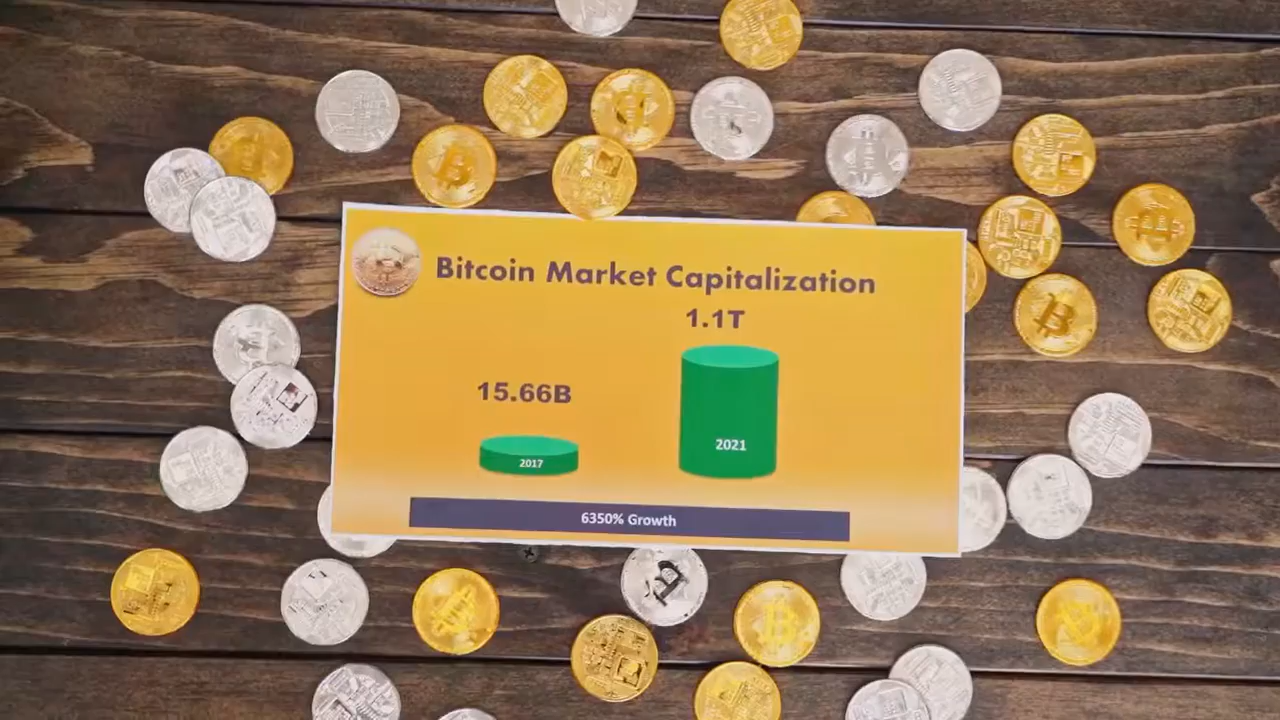 Bitcoin Market Capitalization
1.1T
15.66B
2021
2017
6350% Growth